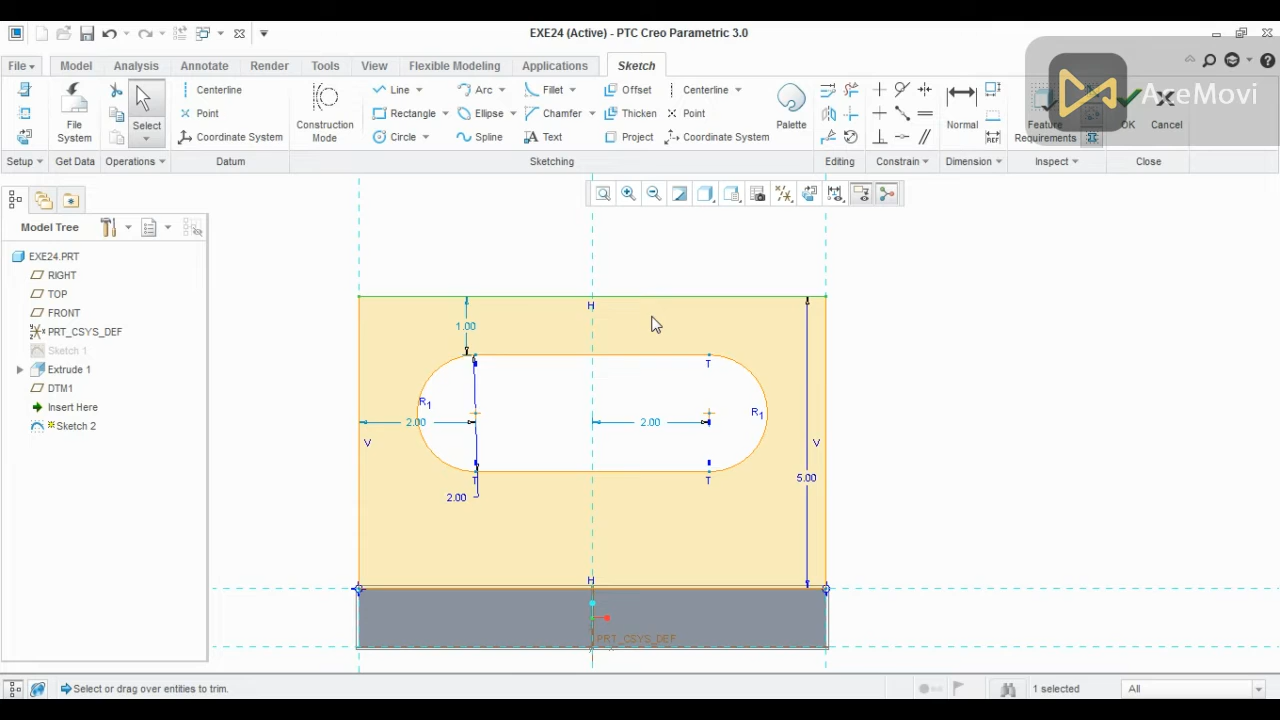 EXE24 (Active) - PTC Creo Parametric 3.0
File Model Analysis Annotate Render Tools View Flexible Modeling Applications Sketch
AceMovi
Centerline Line Arc Fillet Offset Centerline
Point Rectangle Ellipse Chamfer Thicken Point
Coordinate System Circle Spline Text Project Coordinate System
File System
Select
Construction Mode
Palette
Normal
Feature Requirements
OK
Cancel
Setup Get Data Operations Datum Sketching Editing Constrain Dimension Inspect Close
Model Tree
EXE24.PRT
RIGHT
TOP
FRONT
PRT_CSYS_DEF
Sketch 1
Extrude 1
DTM1
Insert Here
Sketch 2
H
1.00
T
R1
R1
2.00
2.00
V
V
T
T
5.00
2.00
H
PRT_CSYS_DEF
Select or drag over entities to trim.
1 selected
All